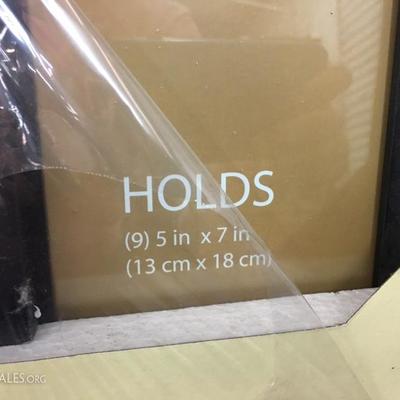 HOLDS
(9) 5 in x 7 in
(13 cm x 18 cm)
ALES.ORG